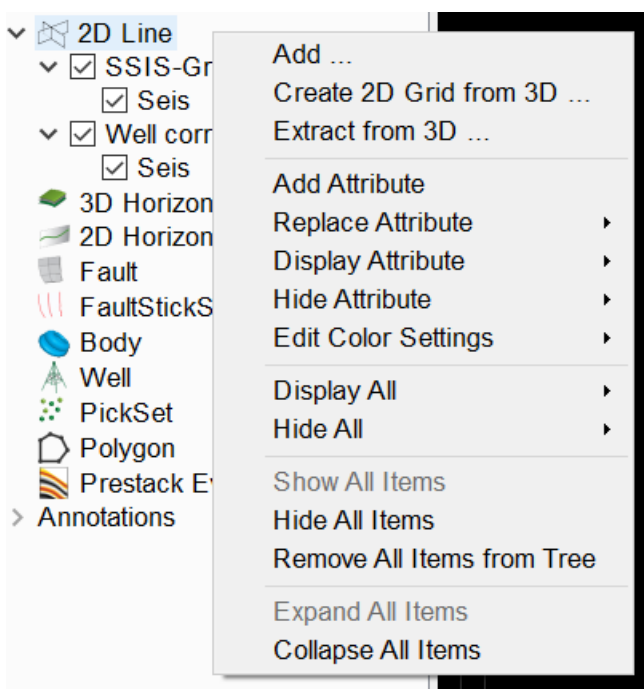 2D Line
SSIS-Gr
Seis
Well corr
Seis
3D Horizon
2D Horizon
Fault
FaultStickS
Body
Well
PickSet
Polygon
Prestack Ev
Annotations
Add ...
Create 2D Grid from 3D ...
Extract from 3D ...
Add Attribute
Replace Attribute
Display Attribute
Hide Attribute
Edit Color Settings
Display All
Hide All
Show All Items
Hide All Items
Remove All Items from Tree
Expand All Items
Collapse All Items